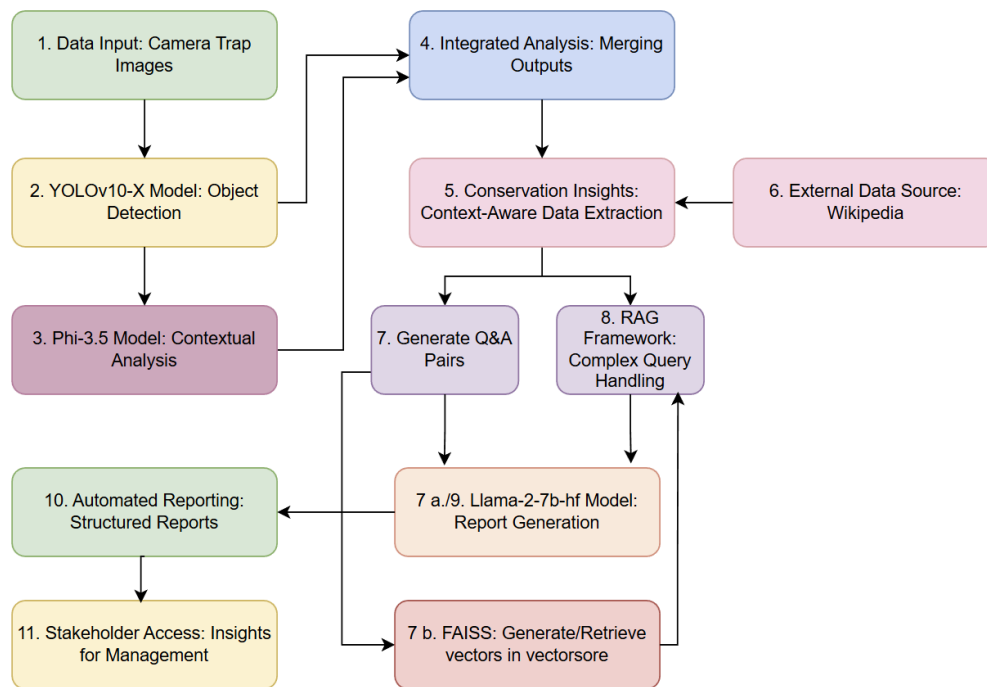 1. Data Input: Camera Trap
Images
2. YOLOv10-X Model: Object
Detection
3. Phi-3.5 Model: Contextual
Analysis
4. Integrated Analysis: Merging
Outputs
5. Conservation Insights:
Context-Aware Data Extraction
6. External Data Source:
Wikipedia
7. Generate Q&A
Pairs
8. RAG
Framework:
Complex Query
Handling
7 a./9. Llama-2-7b-hf Model:
Report Generation
7 b. FAISS: Generate/Retrieve
vectors in vectorsore
10. Automated Reporting:
Structured Reports
11. Stakeholder Access: Insights
for Management